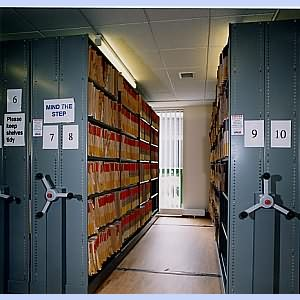 6
Please
keep
shelves
tidy
MIND THE
STEP
7 8
9 10